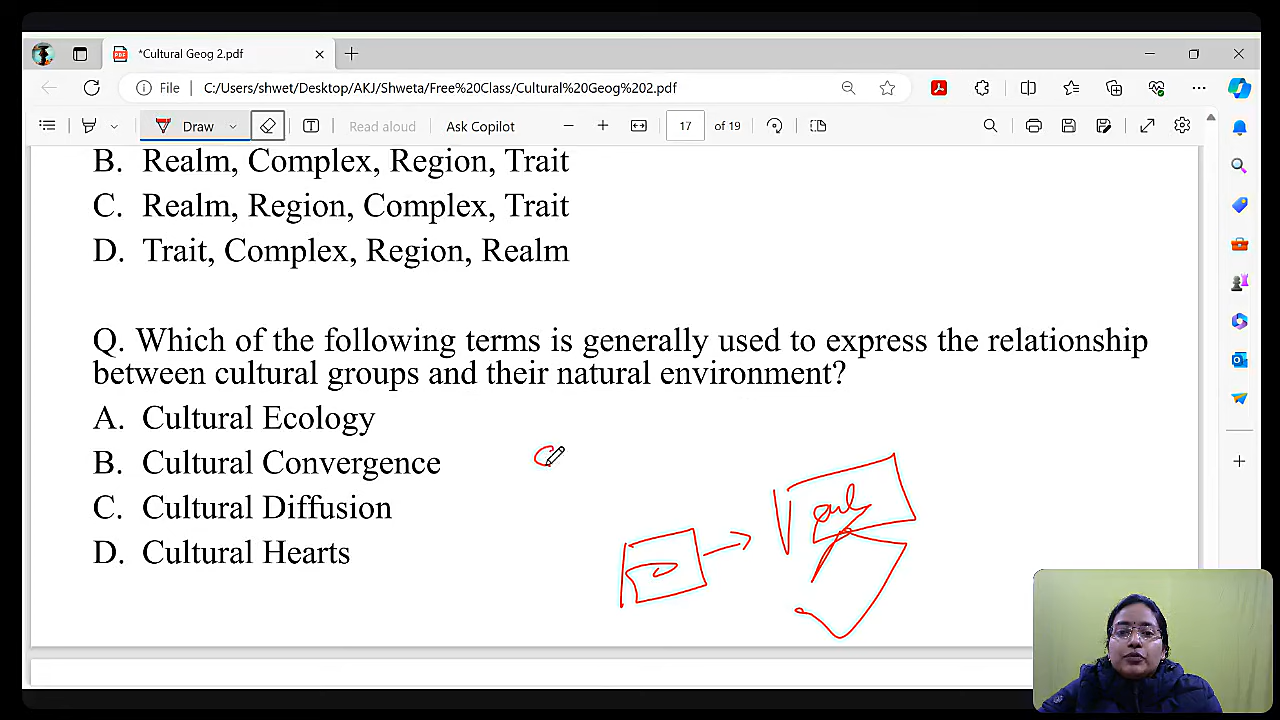 *Cultural Geog 2.pdf
File C:/Users/shwet/Desktop/AKJ/Shweta/Free%20Class/Cultural%20Geog%202.pdf
Draw Read aloud Ask Copilot 17 of 19
B. Realm, Complex, Region, Trait
C. Realm, Region, Complex, Trait
D. Trait, Complex, Region, Realm
Q. Which of the following terms is generally used to express the relationship
between cultural groups and their natural environment?
A. Cultural Ecology
B. Cultural Convergence
C. Cultural Diffusion
D. Cultural Hearts